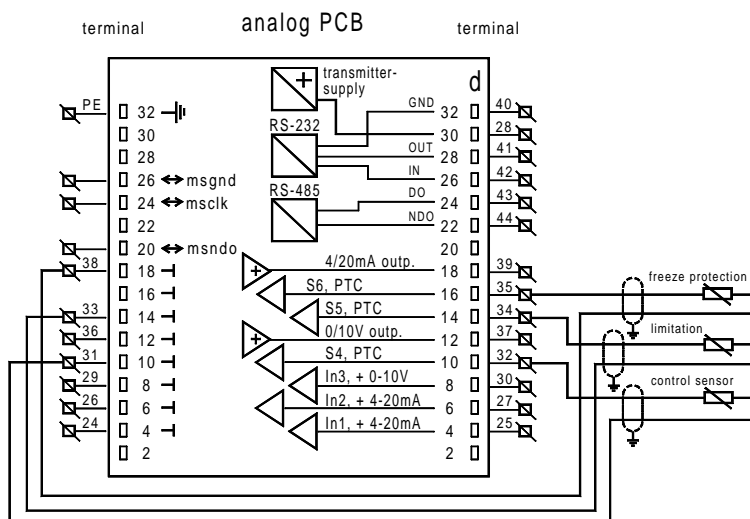 terminal analog PCB terminal
transmitter-
supply
d
PE 32 GND 32 40
30 30 28
RS-232
28 OUT 28 41
26 msgnd IN 26 42
RS-485
24 msclk DO 24 43
22 NDO 22 44
20 msndo 20
38 18 4/20mA outp. 18 39
freeze protection
16 S6, PTC 16 35
33 14 S5, PTC 14 34
limitation
36 12 0/10V outp. 12 37
31 10 S4, PTC 10 32
control sensor
29 8 In3, + 0-10V 8 30
26 6 In2, + 4-20mA 6 27
24 4 In1, + 4-20mA 4 25
2 2